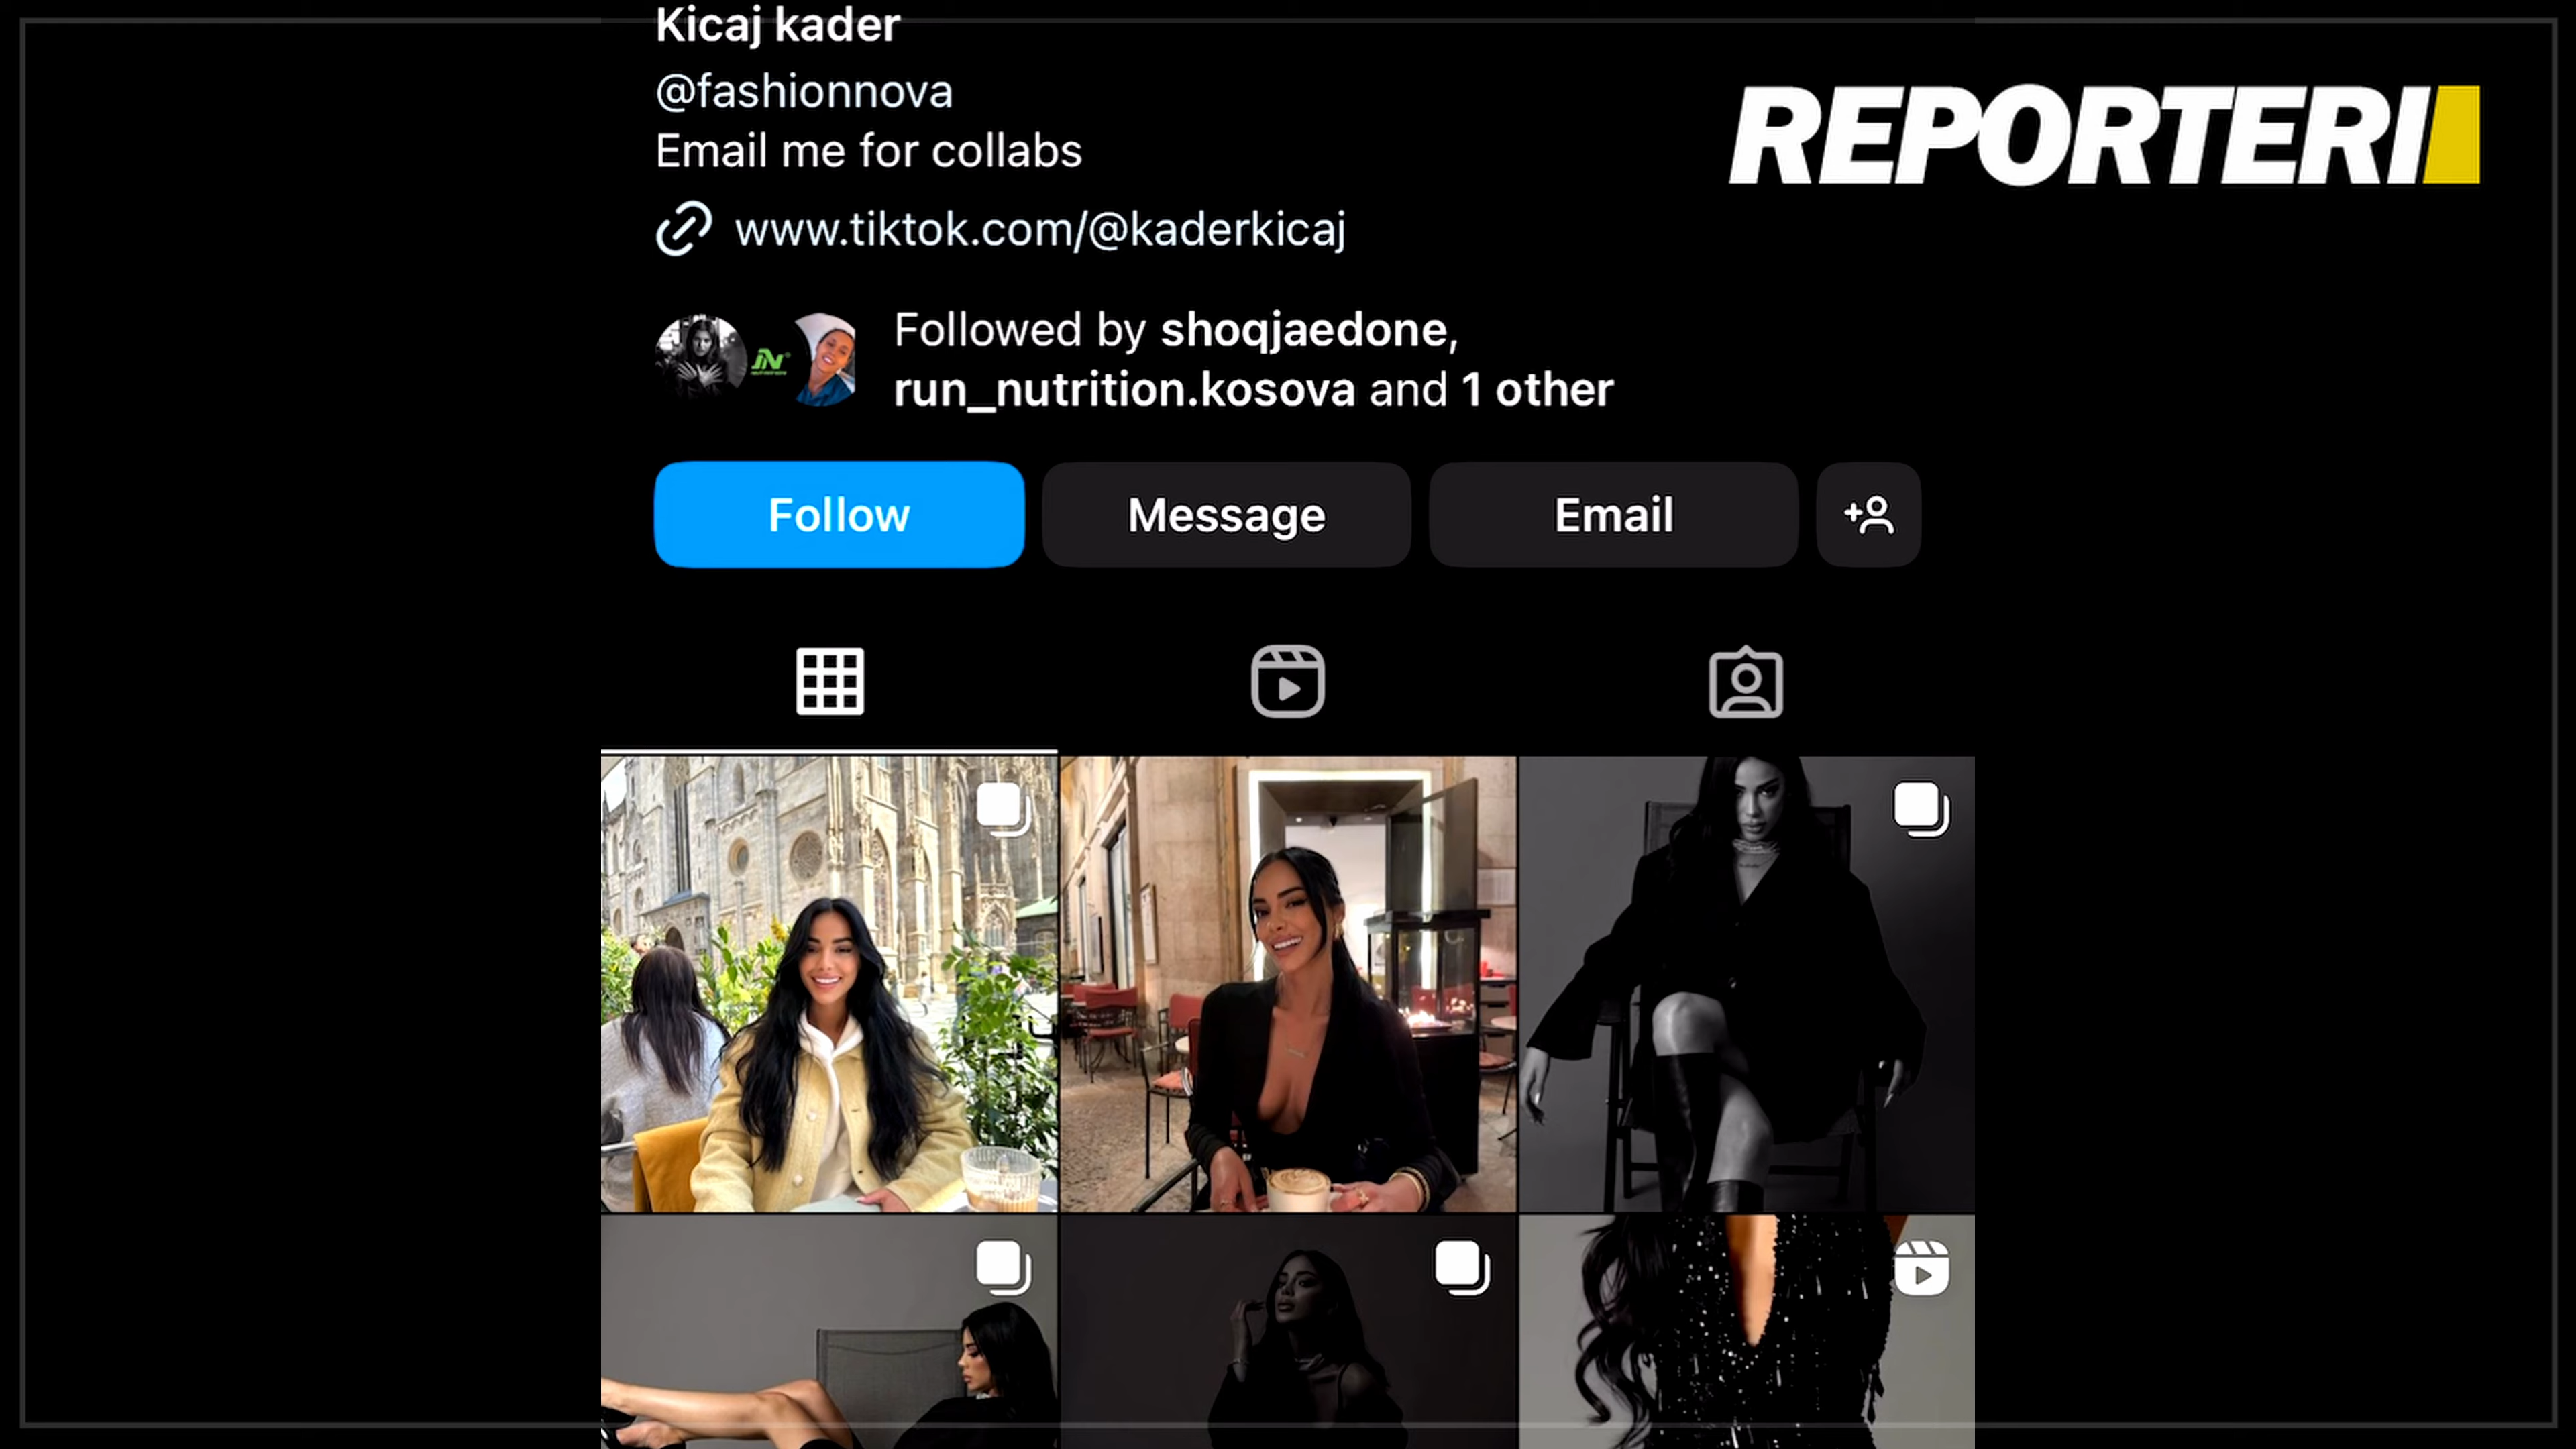 Kicaj kader
@fashionnova
Email me for collabs
REPORTERI
www.tiktok.com/@kaderkicaj
Followed by shoqjaedone,
run_nutrition.kosova and 1 other
Follow
Message
Email